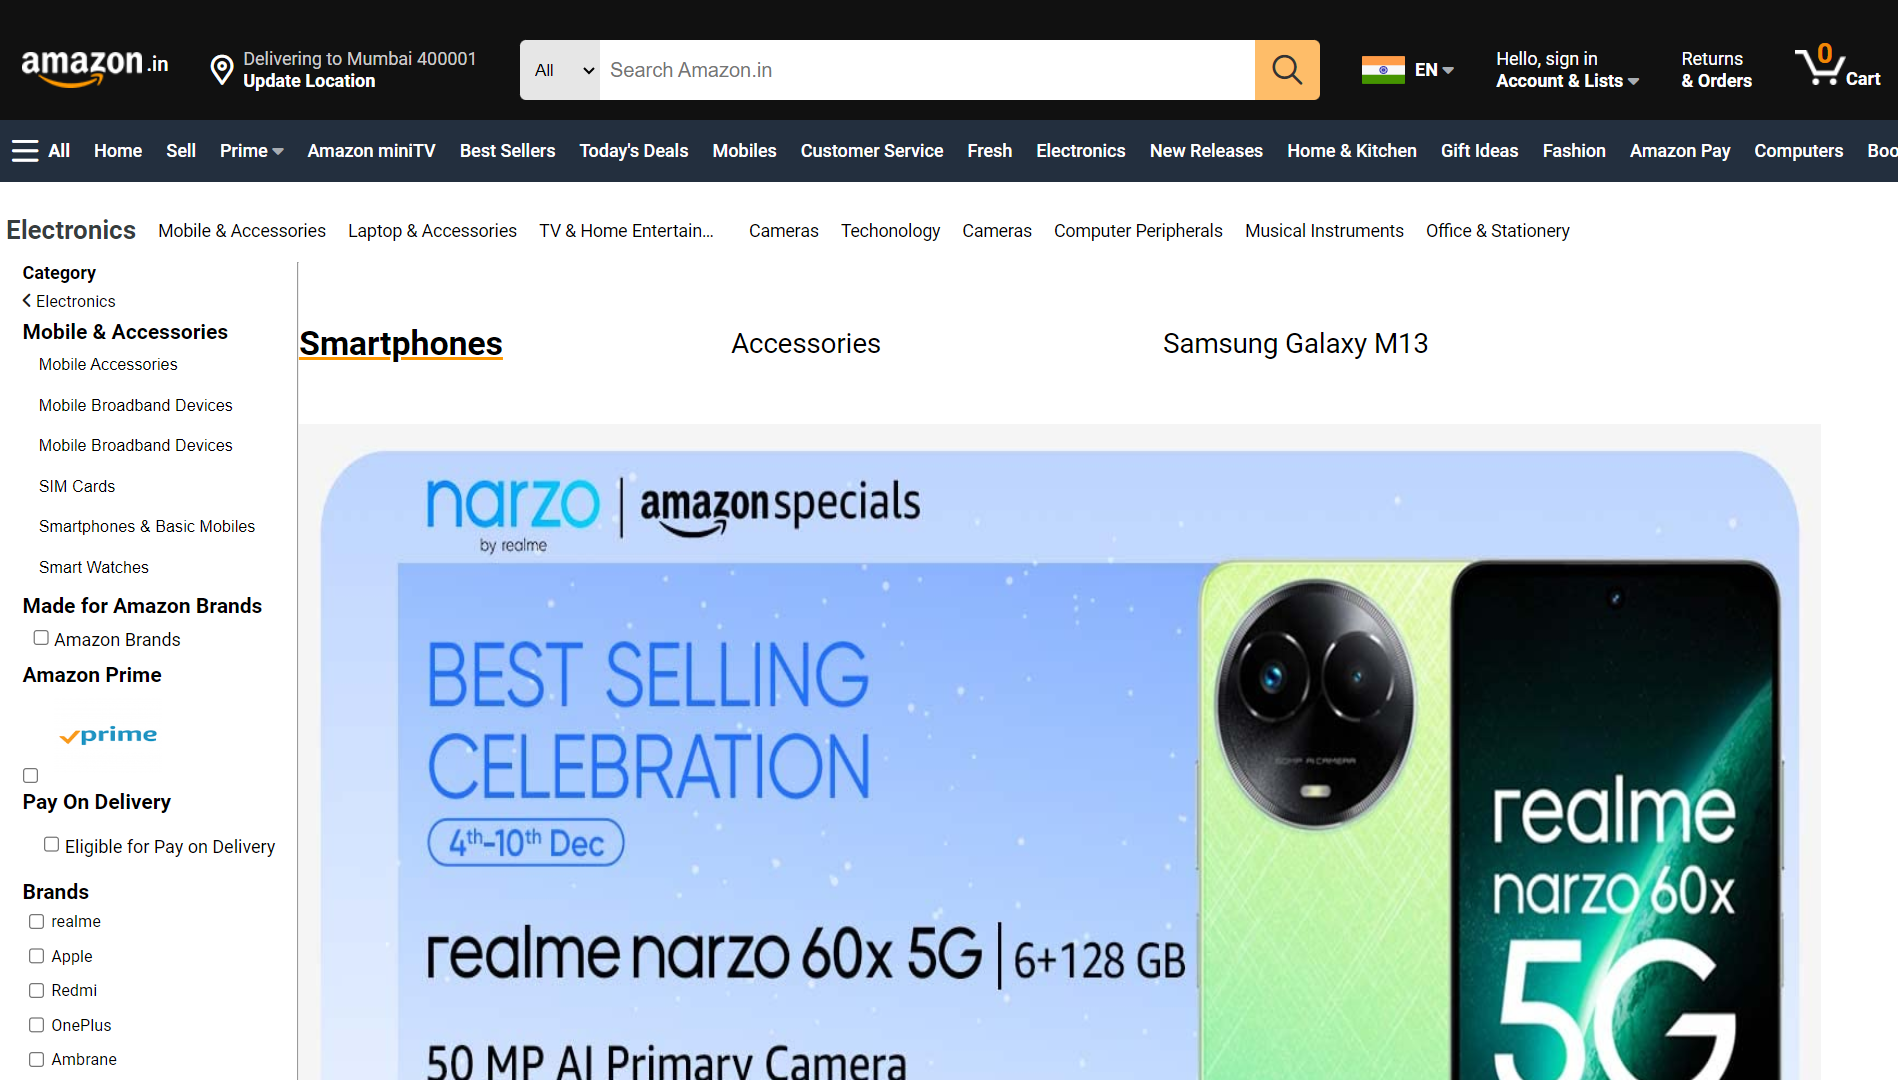 amazon.in
Delivering to Mumbai 400001
Update Location
All
Search Amazon.in
EN
Hello, sign in
Account & Lists
Returns
& Orders
0
Cart
All Home Sell Prime Amazon miniTV Best Sellers Today's Deals Mobiles Customer Service Fresh Electronics New Releases Home & Kitchen Gift Ideas Fashion Amazon Pay Computers Boo
Electronics Mobile & Accessories Laptop & Accessories TV & Home Entertain... Cameras Techonology Cameras Computer Peripherals Musical Instruments Office & Stationery
Category
Electronics
Mobile & Accessories
Mobile Accessories
Mobile Broadband Devices
Mobile Broadband Devices
SIM Cards
Smartphones & Basic Mobiles
Smart Watches
Made for Amazon Brands
Amazon Brands
Amazon Prime
prime
Pay On Delivery
Eligible for Pay on Delivery
Brands
realme
Apple
Redmi
OnePlus
Ambrane
Smartphones Accessories Samsung Galaxy M13
narzo
by realme
amazonspecials
BEST SELLING
CELEBRATION
4th-10th Dec
realme narzo 60x 5G | 6+128 GB
50 MP AI Primary Camera
50MP AI CAMERA
realme
narzo 60x
5G